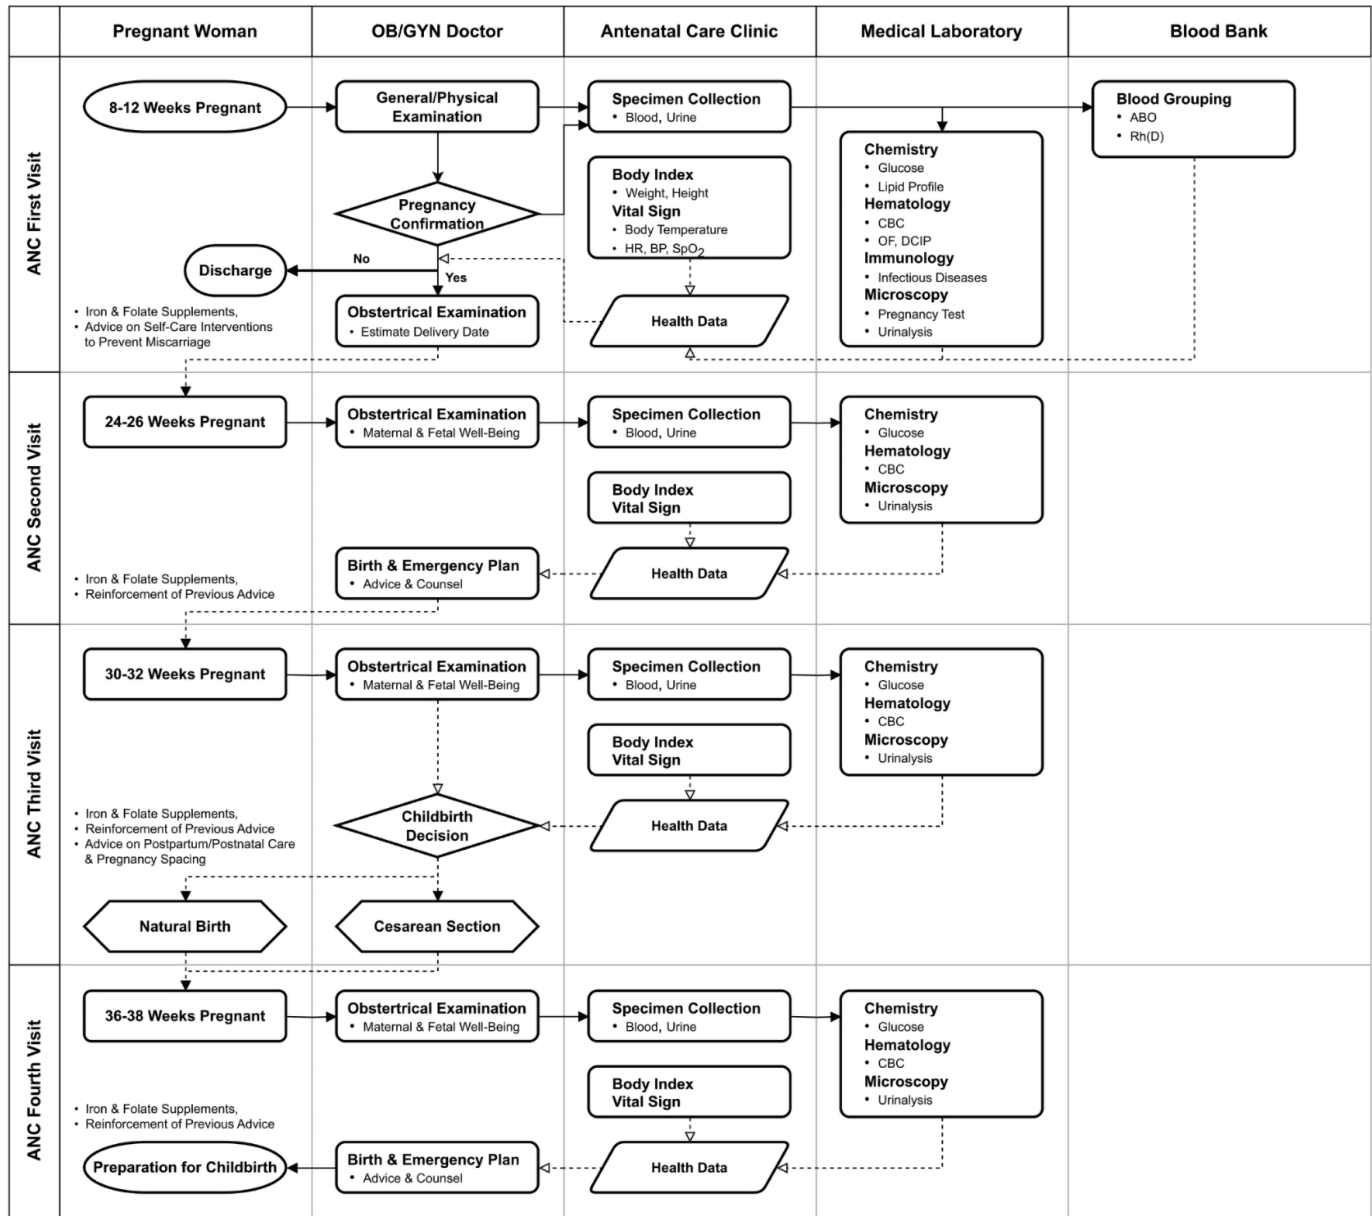 Pregnant Woman
OB/GYN Doctor
Antenatal Care Clinic
Medical Laboratory
Blood Bank
ANC First Visit
8-12 Weeks Pregnant
General/Physical
Examination
Specimen Collection
• Blood, Urine
Blood Grouping
• ABO
• Rh(D)
Pregnancy
Confirmation
Body Index
• Weight, Height
Vital Sign
• Body Temperature
• HR, BP, SpO2
Chemistry
• Glucose
• Lipid Profile
Hematology
• CBC
• OF, DCIP
Immunology
• Infectious Diseases
Microscopy
• Pregnancy Test
• Urinalysis
No
Yes
Discharge
Obstertrical Examination
• Estimate Delivery Date
Health Data
• Iron & Folate Supplements,
• Advice on Self-Care Interventions
to Prevent Miscarriage
ANC Second Visit
24-26 Weeks Pregnant
Obstertrical Examination
• Maternal & Fetal Well-Being
Specimen Collection
• Blood, Urine
Chemistry
• Glucose
Hematology
• CBC
Microscopy
• Urinalysis
Body Index
Vital Sign
Health Data
Birth & Emergency Plan
• Advice & Counsel
• Iron & Folate Supplements,
• Reinforcement of Previous Advice
ANC Third Visit
30-32 Weeks Pregnant
Obstertrical Examination
• Maternal & Fetal Well-Being
Specimen Collection
• Blood, Urine
Chemistry
• Glucose
Hematology
• CBC
Microscopy
• Urinalysis
Body Index
Vital Sign
Health Data
Childbirth
Decision
• Iron & Folate Supplements,
• Reinforcement of Previous Advice
• Advice on Postpartum/Postnatal Care
& Pregnancy Spacing
Natural Birth
Cesarean Section
ANC Fourth Visit
36-38 Weeks Pregnant
Obstertrical Examination
• Maternal & Fetal Well-Being
Specimen Collection
• Blood, Urine
Chemistry
• Glucose
Hematology
• CBC
Microscopy
• Urinalysis
Body Index
Vital Sign
Health Data
Birth & Emergency Plan
• Advice & Counsel
• Iron & Folate Supplements,
• Reinforcement of Previous Advice
Preparation for Childbirth